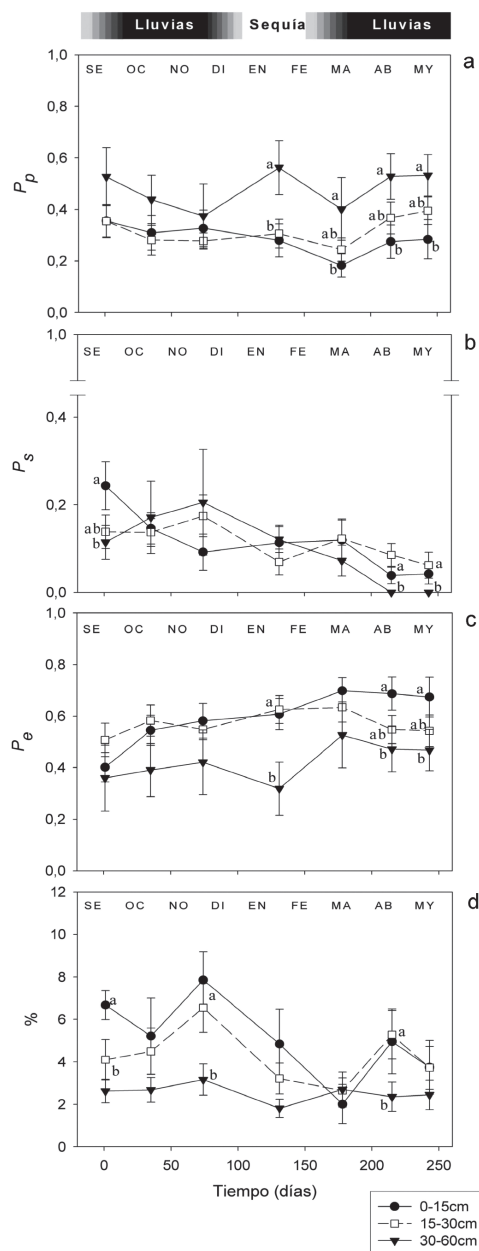 Lluvias Sequía Lluvias
a
SE OC NO DI EN FE MA AB MY
1,0
0,8
0,6
0,4
0,2
0,0
Pp
a a a a
b ab ab ab
b b b
b
1,0
SE OC NO DI EN FE MA AB MY
0,4
0,2
0,0
Ps
a
ab
b
a a
b b
c
1,0
SE OC NO DI EN FE MA AB MY
0,8
0,6
0,4
0,2
0,0
Pe
a a a
ab ab
b b b
d
12
SE OC NO DI EN FE MA AB MY
10
8
6
4
2
0
%
a a a
b b b
0 50 100 150 200 250
Tiempo (días)
0-15cm
15-30cm
30-60cm